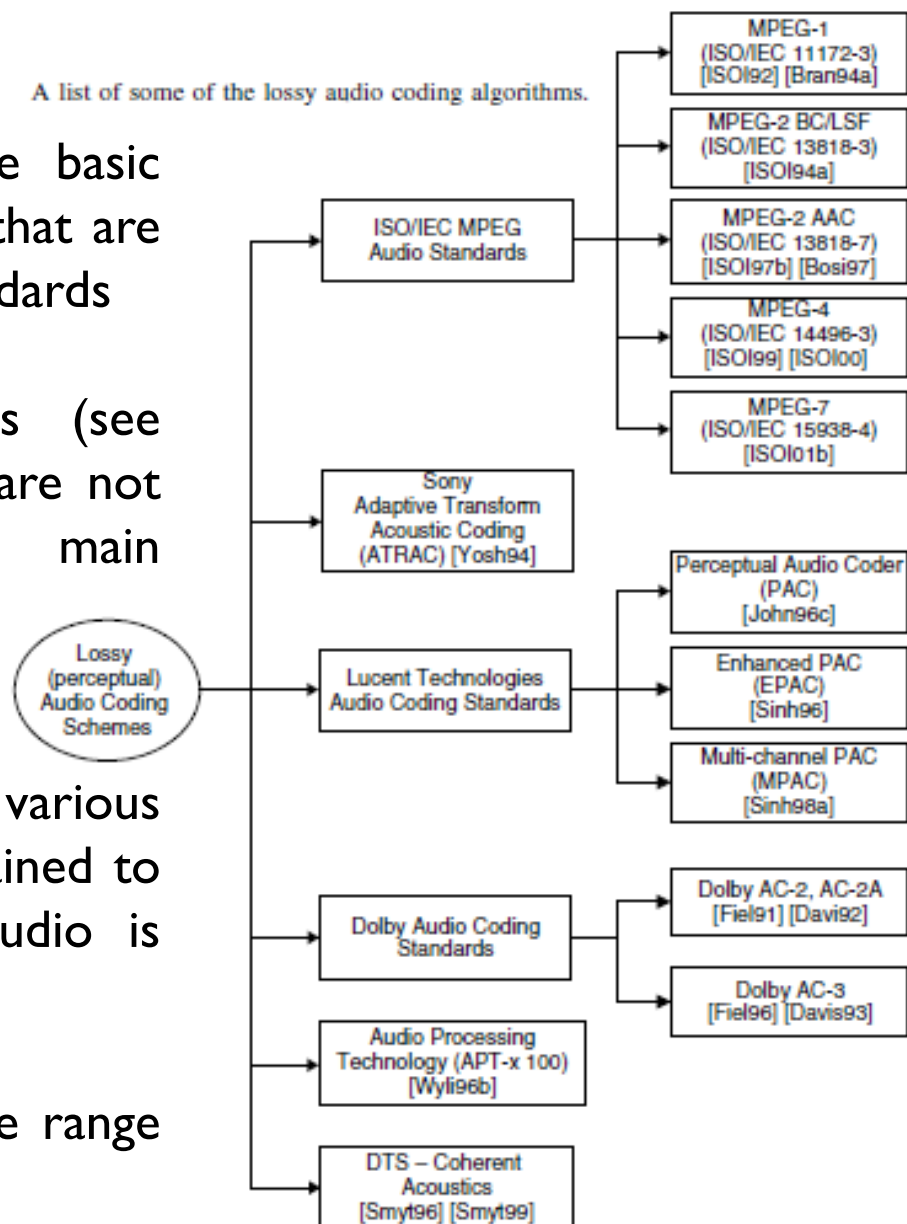 A list of some of the lossy audio coding algorithms.
e basic
that are
dards
s (see
are not
main
various
ined to
udio is
e range
Lossy
(perceptual)
Audio Coding
Schemes
ISO/IEC MPEG
Audio Standards
MPEG-1
(ISO/IEC 11172-3)
[ISOI92] [Bran94a]
MPEG-2 BC/LSF
(ISO/IEC 13818-3)
[ISOI94a]
MPEG-2 AAC
(ISO/IEC 13818-7)
[ISOI97b] [Bosi97]
MPEG-4
(ISO/IEC 14496-3)
[ISOI99] [ISOI00]
MPEG-7
(ISO/IEC 15938-4)
[ISOI01b]
Sony
Adaptive Transform
Acoustic Coding
(ATRAC) [Yosh94]
Lucent Technologies
Audio Coding Standards
Perceptual Audio Coder
(PAC)
[John96c]
Enhanced PAC
(EPAC)
[Sinh96]
Multi-channel PAC
(MPAC)
[Sinh98a]
Dolby Audio Coding
Standards
Dolby AC-2, AC-2A
[Fiel91] [Davi92]
Dolby AC-3
[Fiel96] [Davis93]
Audio Processing
Technology (APT-x 100)
[Wyli96b]
DTS – Coherent
Acoustics
[Smyt96] [Smyt99]